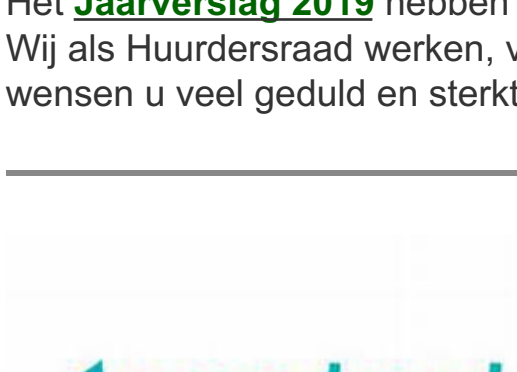 Het Jaarverslag 2019 hebben
Wij als Huurdersraad werken, v
wensen u veel geduld en sterkt